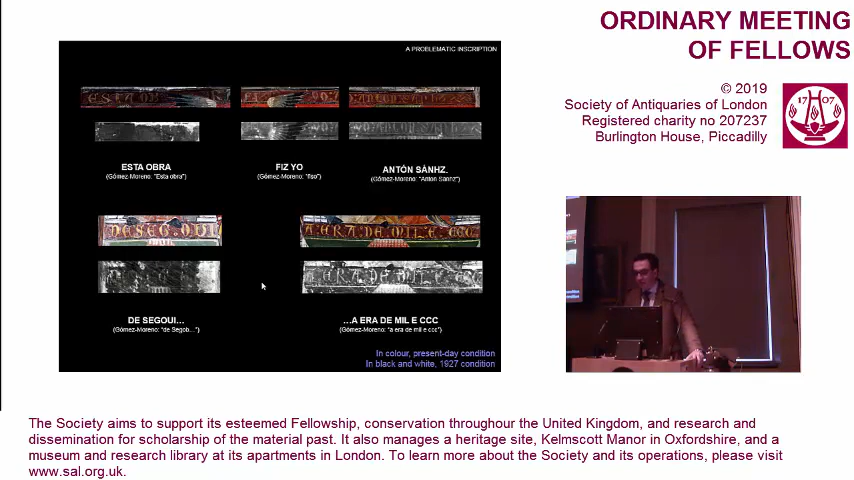 ORDINARY MEETING
OF FELLOWS
© 2019
Society of Antiquaries of London
Registered charity no 207237
Burlington House, Piccadilly
1707
A PROBLEMATIC INSCRIPTION
ESTA OBRA
(Gómez-Moreno: "Esta obra")
FIZ YO
(Gómez-Moreno: "fiso")
ANTÓN SÁNHZ.
(Gómez-Moreno: "Antón Sanhz")
DE SEGOUI...
(Gómez-Moreno: "de Segob...")
...A ERA DE MIL E CCC
(Gómez-Moreno: "a era de mil e ccc")
In colour, present-day condition
In black and white, 1927 condition
The Society aims to support its esteemed Fellowship, conservation throughour the United Kingdom, and research and
dissemination for scholarship of the material past. It also manages a heritage site, Kelmscott Manor in Oxfordshire, and a
museum and research library at its apartments in London. To learn more about the Society and its operations, please visit
www.sal.org.uk.